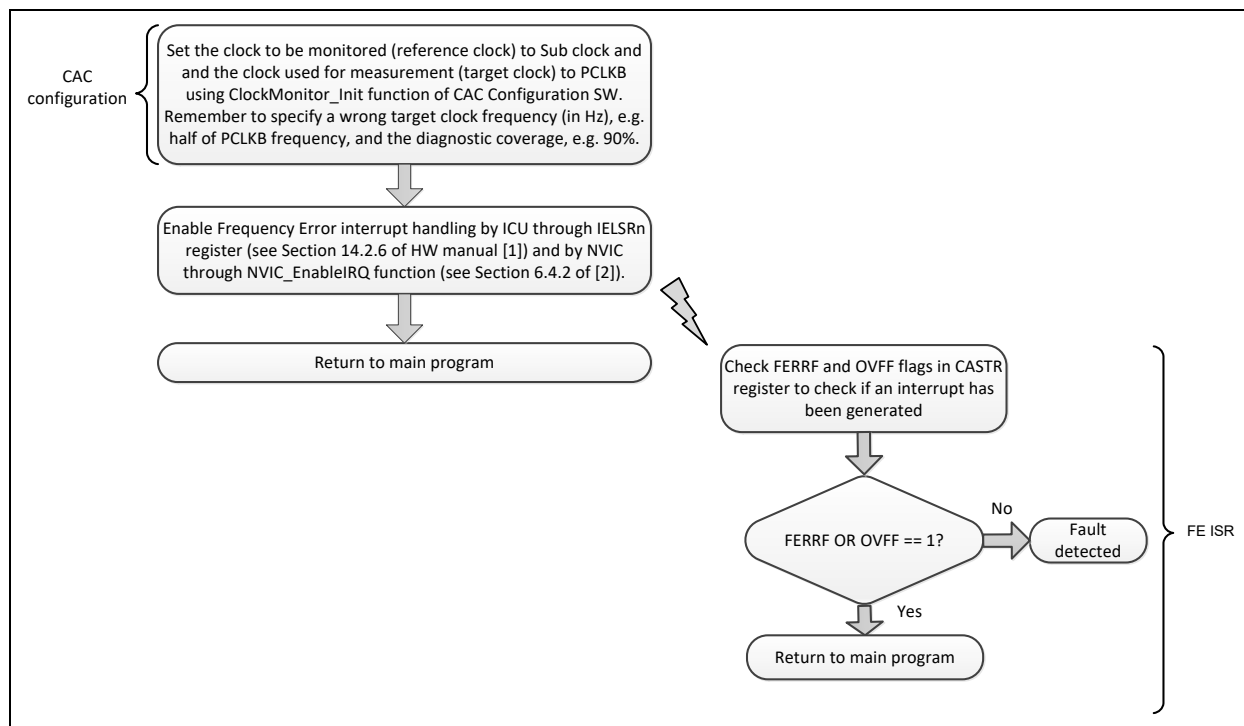 CAC
configuration
Set the clock to be monitored (reference clock) to Sub clock and
and the clock used for measurement (target clock) to PCLKB
using ClockMonitor_Init function of CAC Configuration SW.
Remember to specify a wrong target clock frequency (in Hz), e.g.
half of PCLKB frequency, and the diagnostic coverage, e.g. 90%.
Enable Frequency Error interrupt handling by ICU through IELSRn
register (see Section 14.2.6 of HW manual [1]) and by NVIC
through NVIC_EnableIRQ function (see Section 6.4.2 of [2]).
Return to main program
Check FERRF and OVFF flags in CASTR
register to check if an interrupt has
been generated
FERRF OR OVFF == 1?
No
Fault
detected
Yes
Return to main program
FE ISR